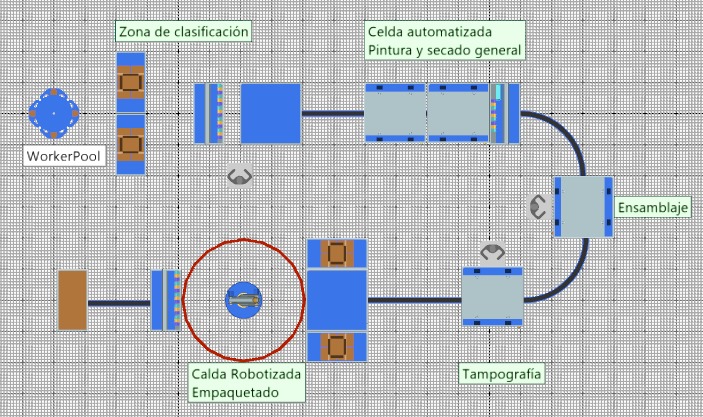 Zona de clasificación
Celda automatizada
Pintura y secado general
WorkerPool
Ensamblaje
Calda Robotizada
Empaquetado
Tampografía